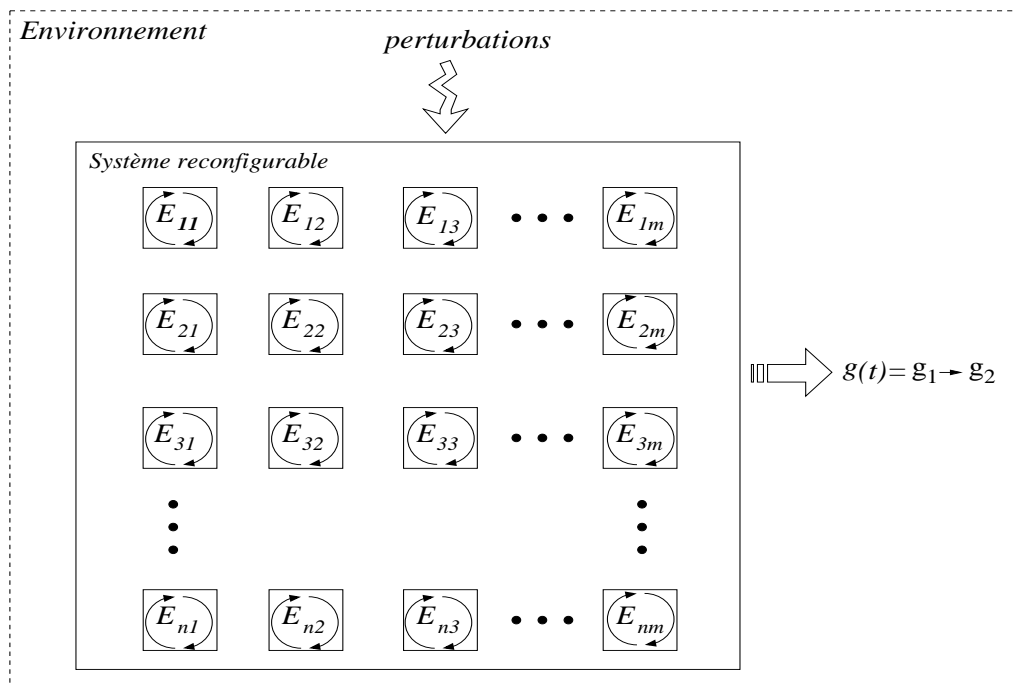 Environnement
perturbations
Système reconfigurable
E11 E12 E13 • • • E1m
E21 E22 E23 • • • E2m
g(t)= g1→ g2
E31 E32 E33 • • • E3m
En1 En2 En3 • • • Enm